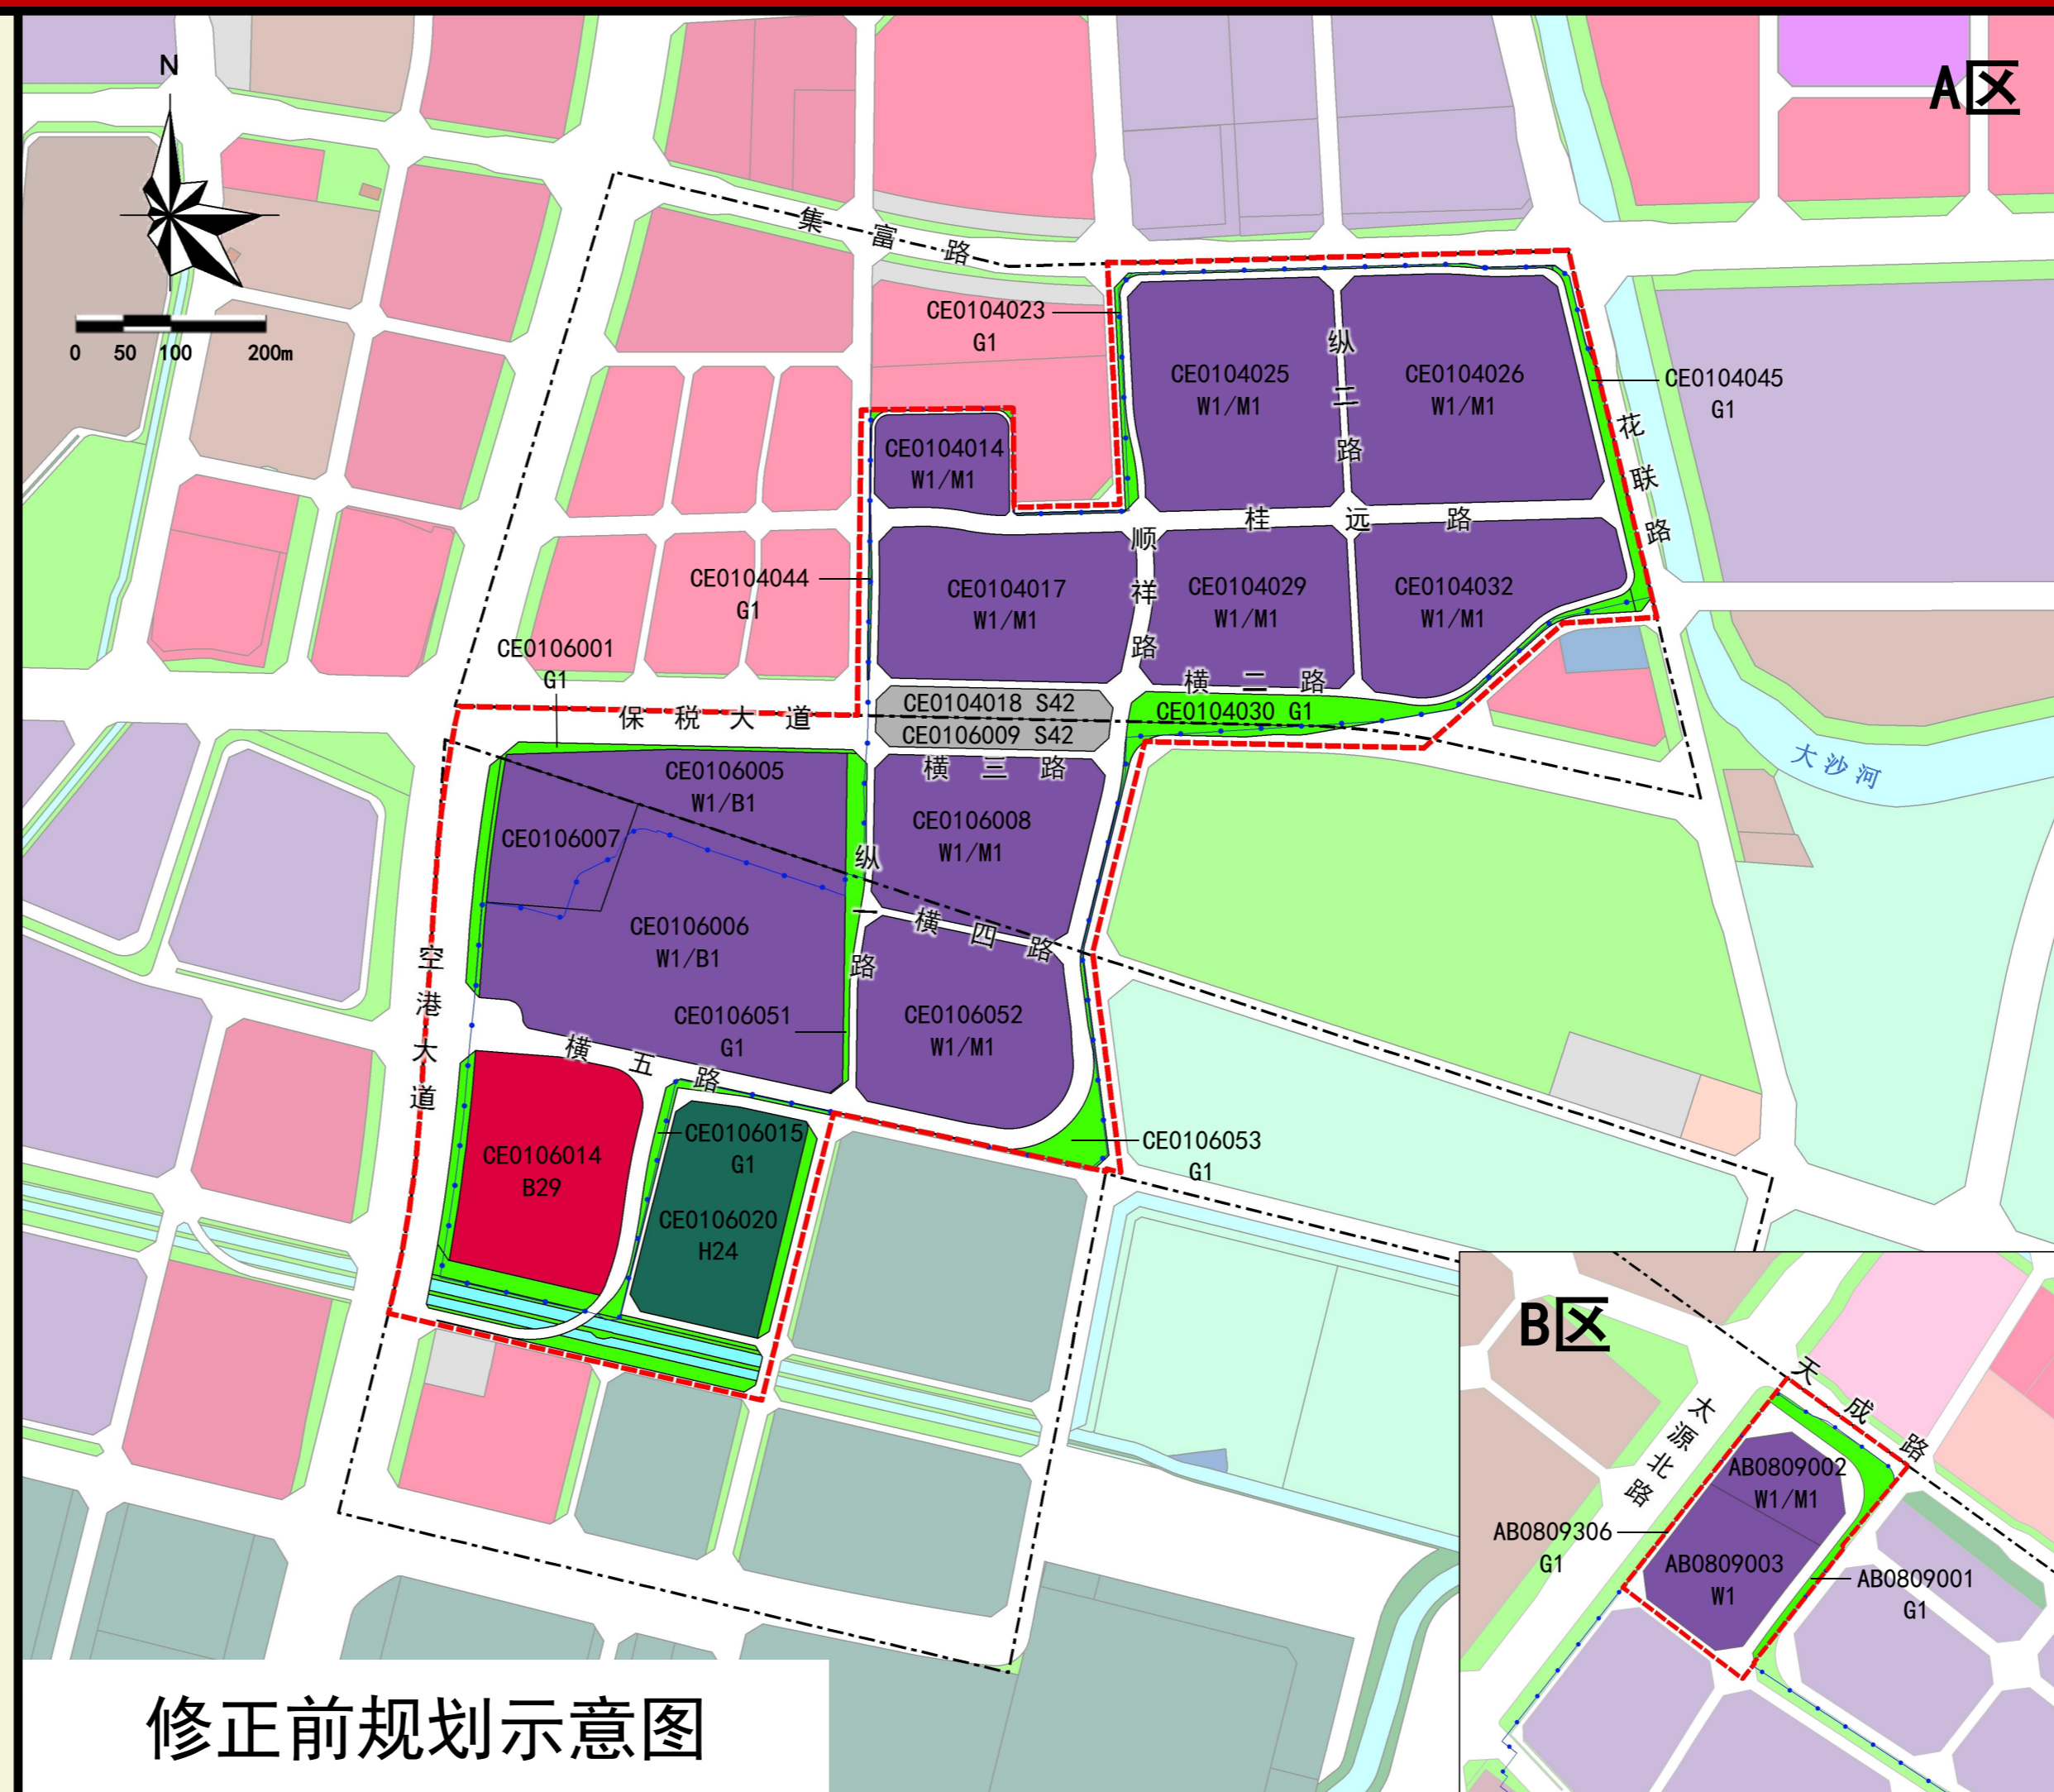 A区
N
0 50 100 200m
集富路
CE0104023
G1
CE0104025
W1/M1
纵二路
CE0104026
W1/M1
CE0104045
G1
花联路
CE0104014
W1/M1
顺祥路
桂远路
CE0104044
G1
CE0104017
W1/M1
CE0104029
W1/M1
CE0104032
W1/M1
CE0106001
G1
横二路
保税大道
CE0104018 S42
CE0104030 G1
CE0106009 S42
大沙河
CE0106005
W1/B1
横三路
CE0106007
CE0106008
W1/M1
纵一路
横四路
CE0106006
W1/B1
空港大道
CE0106051
G1
CE0106052
W1/M1
横五路
CE0106015
G1
CE0106053
G1
CE0106014
B29
CE0106020
H24
B区
天成路
太源北路
AB0809002
W1/M1
AB0809306
G1
AB0809003
W1
AB0809001
G1
修正前规划示意图